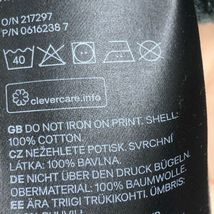 O/N 217297
P/N 0616238 7
40
clevercare.info
GB DO NOT IRON ON PRINT. SHELL:
100% COTTON.
CZ NEŽEHLETE POTISK. SVRCHNÍ
LÁTKA: 100% BAVLNA.
DE NICHT ÜBER DEN DRUCK BÜGELN.
OBERMATERIAL: 100% BAUMWOLLE.
EE ÄRA TRIIGI TRÜKIKOHTI. ÜMBRIS: